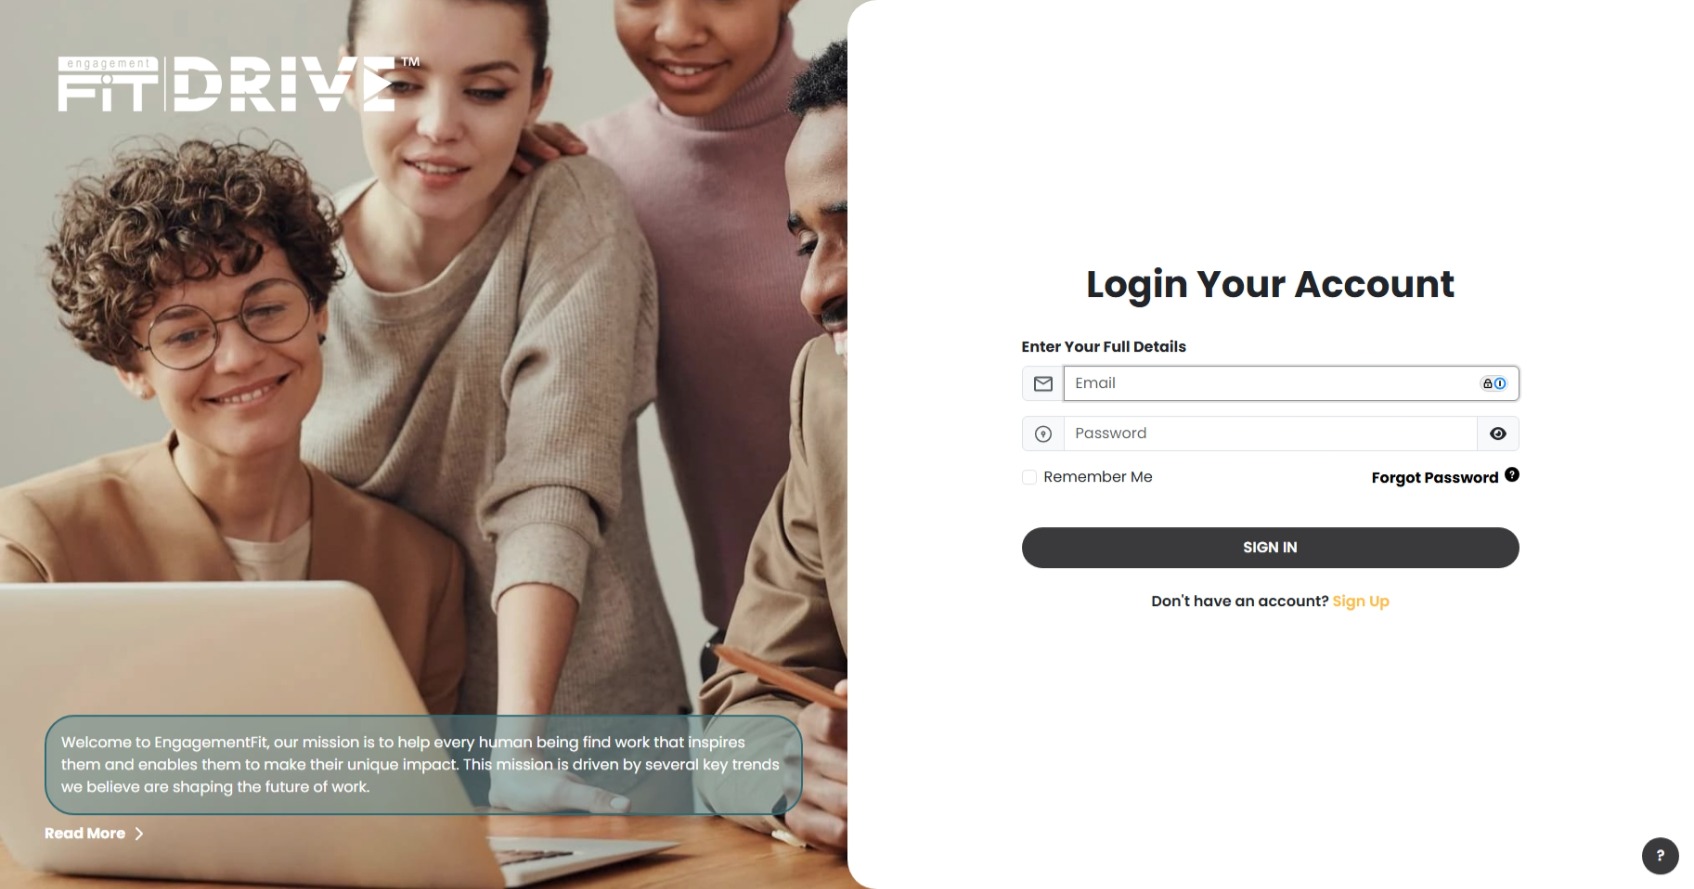 engagement
FiT DRIVE™
Login Your Account
Enter Your Full Details
Email
Password
Remember Me
Forgot Password ?
SIGN IN
Don't have an account? Sign Up
Welcome to EngagementFit, our mission is to help every human being find work that inspires
them and enables them to make their unique impact. This mission is driven by several key trends
we believe are shaping the future of work.
Read More
?